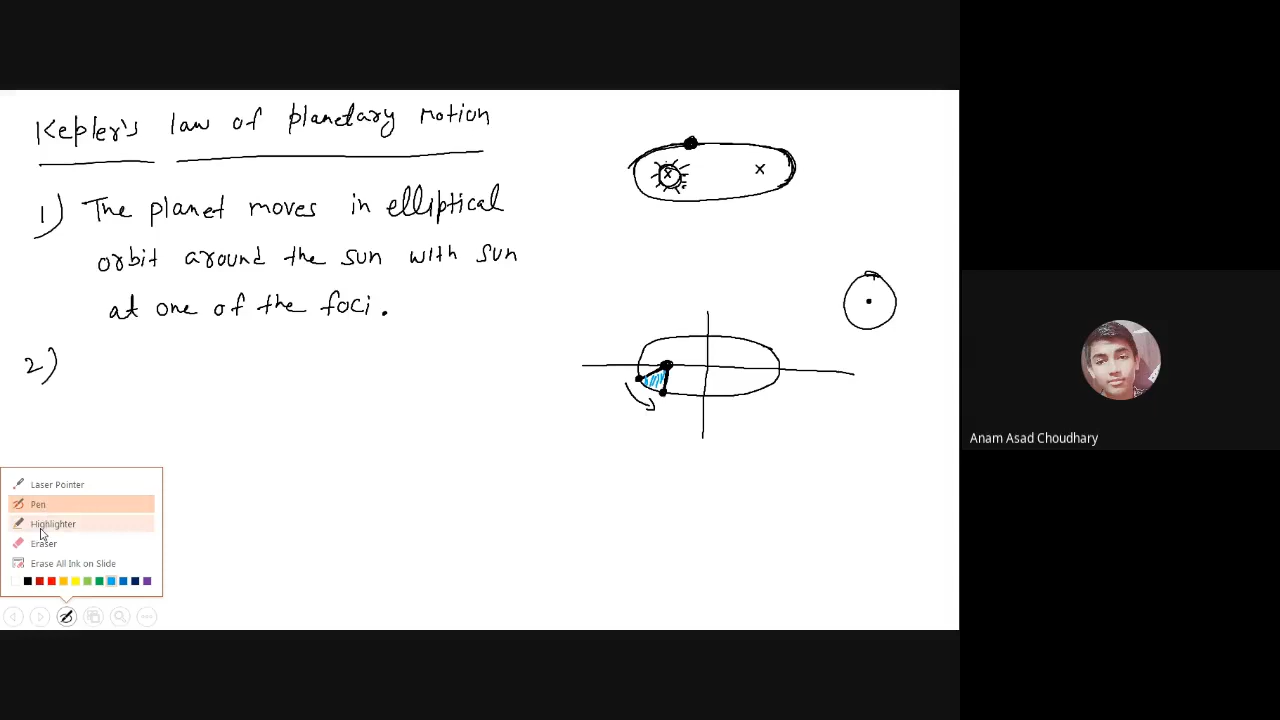 Kepler's law of planetary motion
1) The planet moves in elliptical
orbit around the sun with sun
at one of the foci.
2)
Laser Pointer
Pen
Highlighter
Eraser
Erase All Ink on Slide
Anam Asad Choudhary